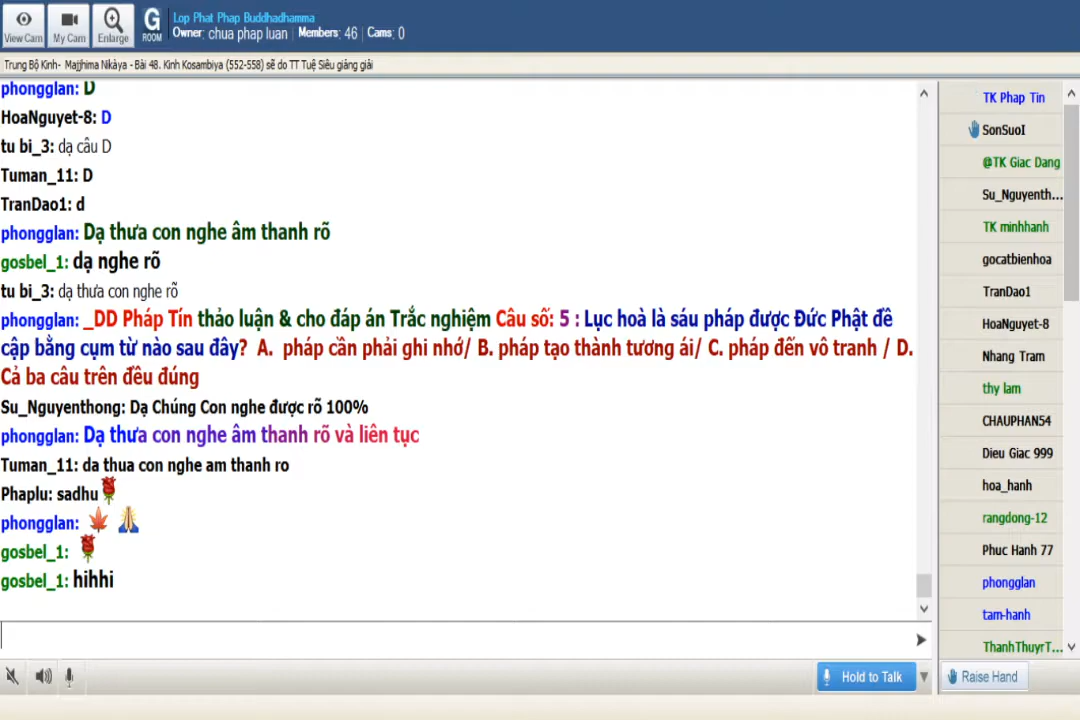 View Cam
My Cam
Enlarge
G
ROOM
Lop Phat Phap Buddhadhamma
Owner: chua phap luan | Members: 46 | Cams: 0
Trung Bộ Kinh- Majjhima Nikàya - Bài 48. Kinh Kosambiya (552-558) sẽ do TT Tuệ Siêu giảng giải
phongglan: D
HoaNguyet-8: D
tu bi_3: dạ câu D
Tuman_11: D
TranDao1: d
phongglan: Dạ thưa con nghe âm thanh rõ
gosbel_1: dạ nghe rõ
tu bi_3: dạ thưa con nghe rõ
phongglan: _DD Pháp Tín thảo luận & cho đáp án Trắc nghiệm Câu số: 5 : Lục hoà là sáu pháp được Đức Phật đề
cập bằng cụm từ nào sau đây? A. pháp cần phải ghi nhớ/ B. pháp tạo thành tương ái/ C. pháp đến vô tranh / D.
Cả ba câu trên đều đúng
Su_Nguyenthong: Dạ Chúng Con nghe được rõ 100%
phongglan: Dạ thưa con nghe âm thanh rõ và liên tục
Tuman_11: da thua con nghe am thanh ro
Phaplu: sadhu
phongglan:
gosbel_1:
gosbel_1: hihhi
TK Phap Tin
SonSuoI
@TK Giac Dang
Su_Nguyenth...
TK minhhanh
gocatbienhoa
TranDao1
HoaNguyet-8
Nhang Tram
thy lam
CHAUPHAN54
Dieu Giac 999
hoa_hanh
rangdong-12
Phuc Hanh 77
phongglan
tam-hanh
ThanhThuyrT...
Hold to Talk
Raise Hand